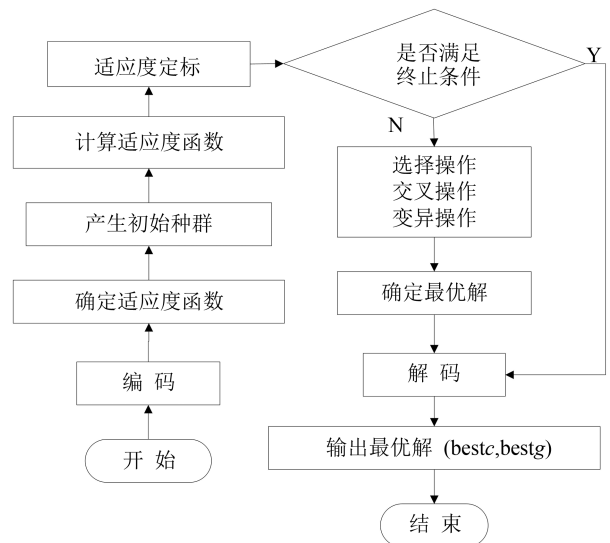 适应度定标
是否满足
终止条件
Y
N
计算适应度函数
选择操作
交叉操作
变异操作
产生初始种群
确定最优解
确定适应度函数
编 码
解 码
开 始
输出最优解 (bestc,bestg)
结 束